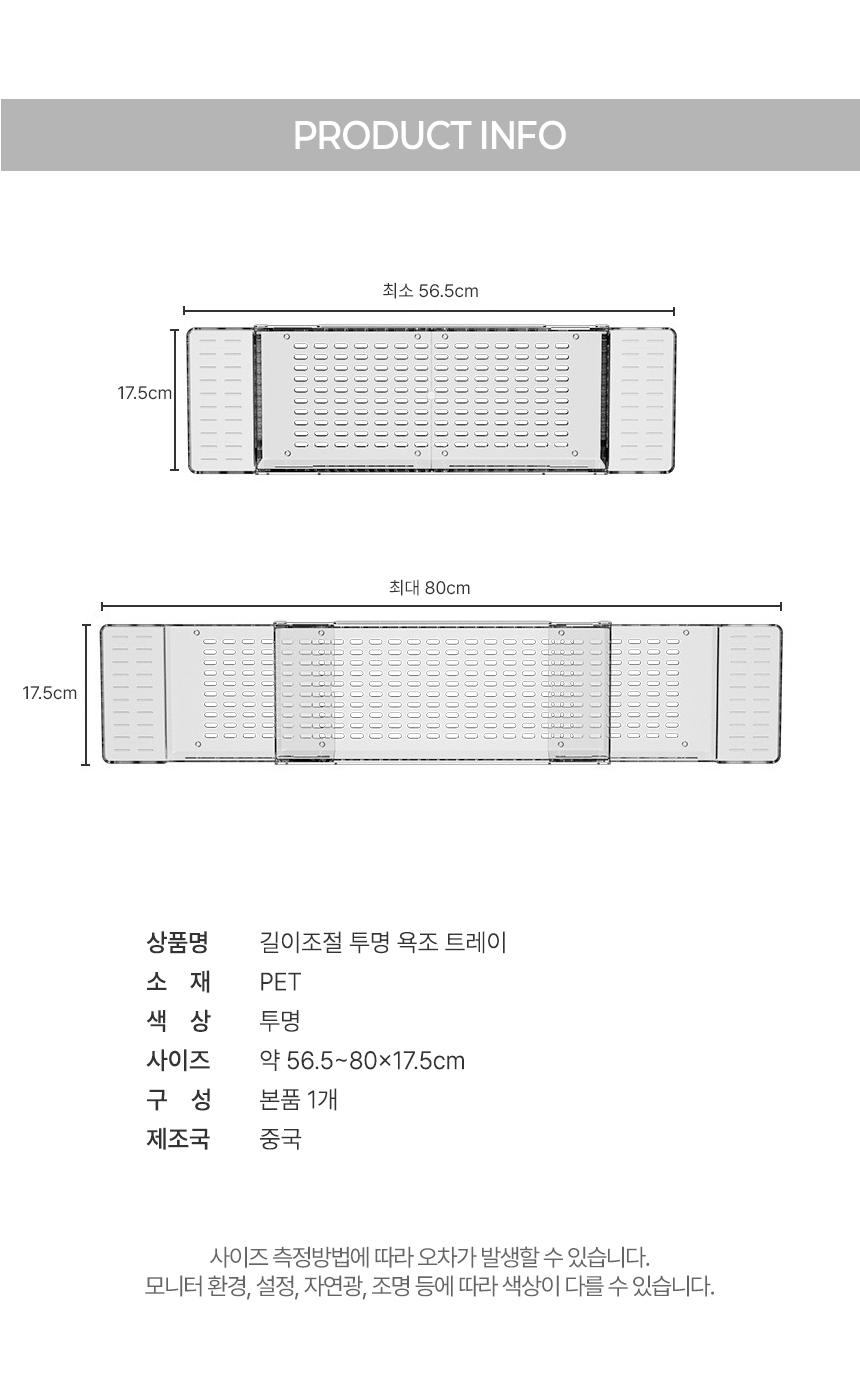 PRODUCT INFO
최소 56.5cm
17.5cm
최대 80cm
17.5cm
상품명 길이조절 투명 욕조 트레이
소 재 PET
색 상 투명
사이즈 약 56.5~80×17.5cm
구 성 본품 1개
제조국 중국
사이즈 측정방법에 따라 오차가 발생할 수 있습니다.
모니터 환경, 설정, 자연광, 조명 등에 따라 색상이 다를 수 있습니다.